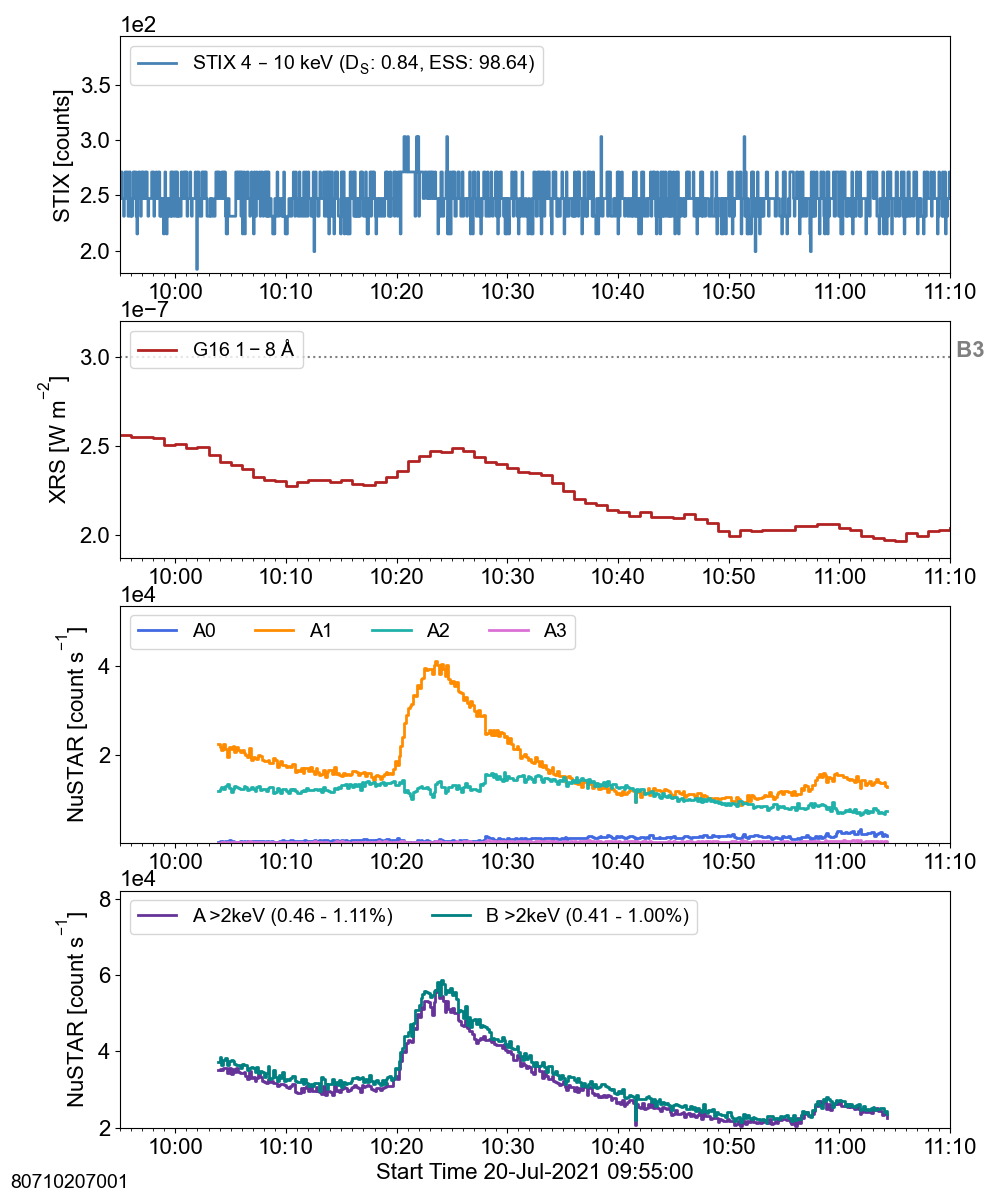 1e2
STIX [counts]
3.5
3.0
2.5
2.0
STIX 4 – 10 keV (D_S: 0.84, ESS: 98.64)
10:00 10:10 10:20 10:30 10:40 10:50 11:00 11:10
1e−7
XRS [W m⁻²]
3.0
2.5
2.0
G16 1 – 8 Å
B3
10:00 10:10 10:20 10:30 10:40 10:50 11:00 11:10
1e4
NuSTAR [count s⁻¹]
4
2
A0 A1 A2 A3
10:00 10:10 10:20 10:30 10:40 10:50 11:00 11:10
1e4
NuSTAR [count s⁻¹]
8
6
4
2
A >2keV (0.46 - 1.11%) B >2keV (0.41 - 1.00%)
10:00 10:10 10:20 10:30 10:40 10:50 11:00 11:10
Start Time 20-Jul-2021 09:55:00
80710207001